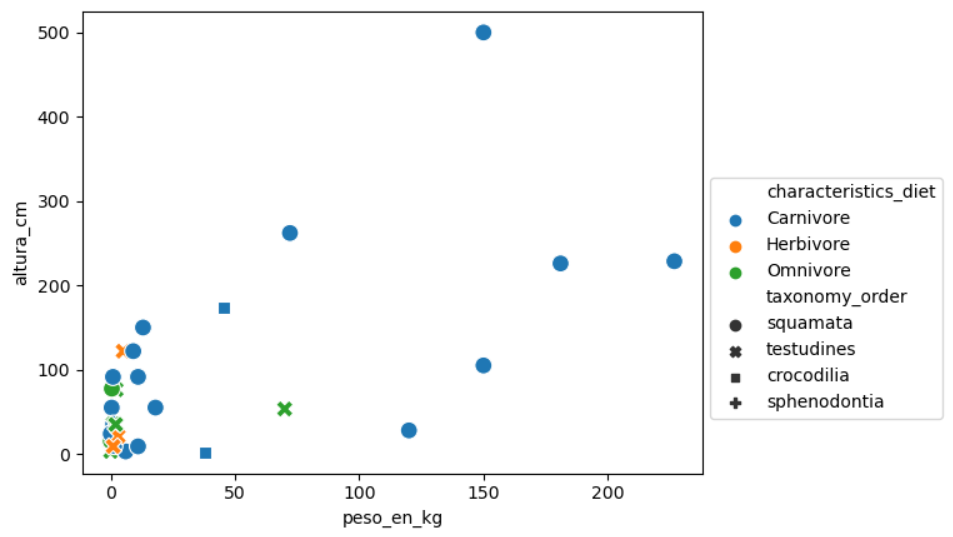 500
400
300
200
100
0
altura_cm
0 50 100 150 200
peso_en_kg
characteristics_diet
Carnivore
Herbivore
Omnivore
taxonomy_order
squamata
testudines
crocodilia
sphenodontia